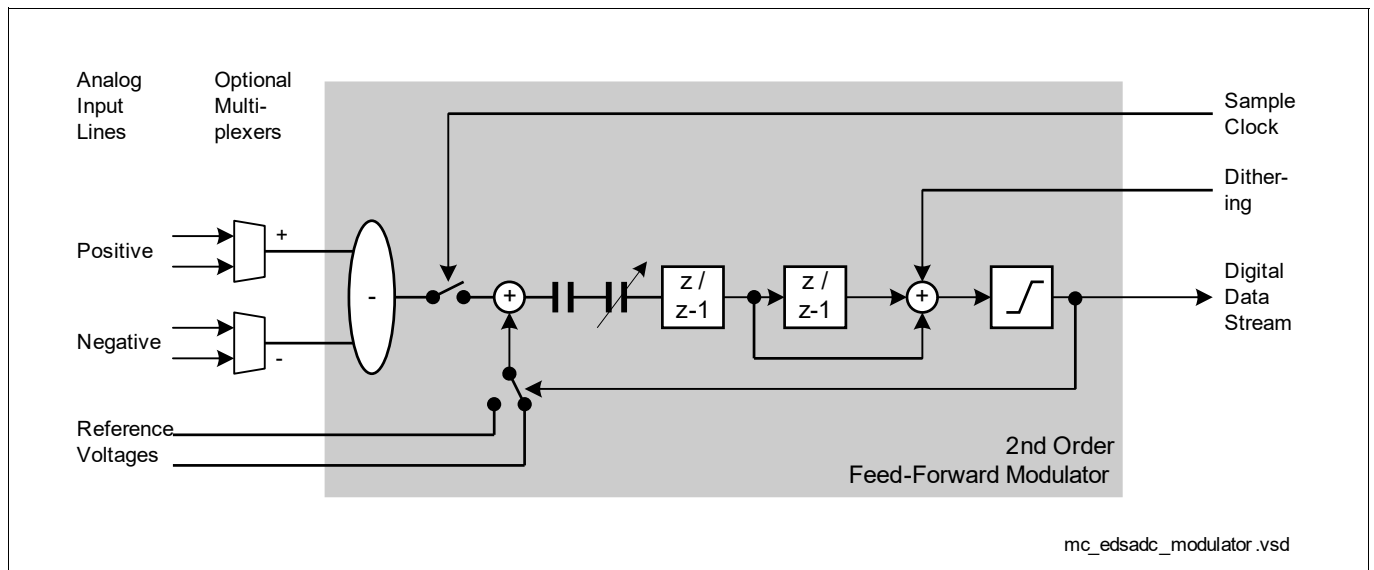 Analog
Input
Lines
Optional
Multi-
plexers
Sample
Clock
Dither-
ing
Positive
+
-
+
z /
z-1
z /
z-1
+
Digital
Data
Stream
Negative
-
Reference
Voltages
2nd Order
Feed-Forward Modulator
mc_edsadc_modulator.vsd